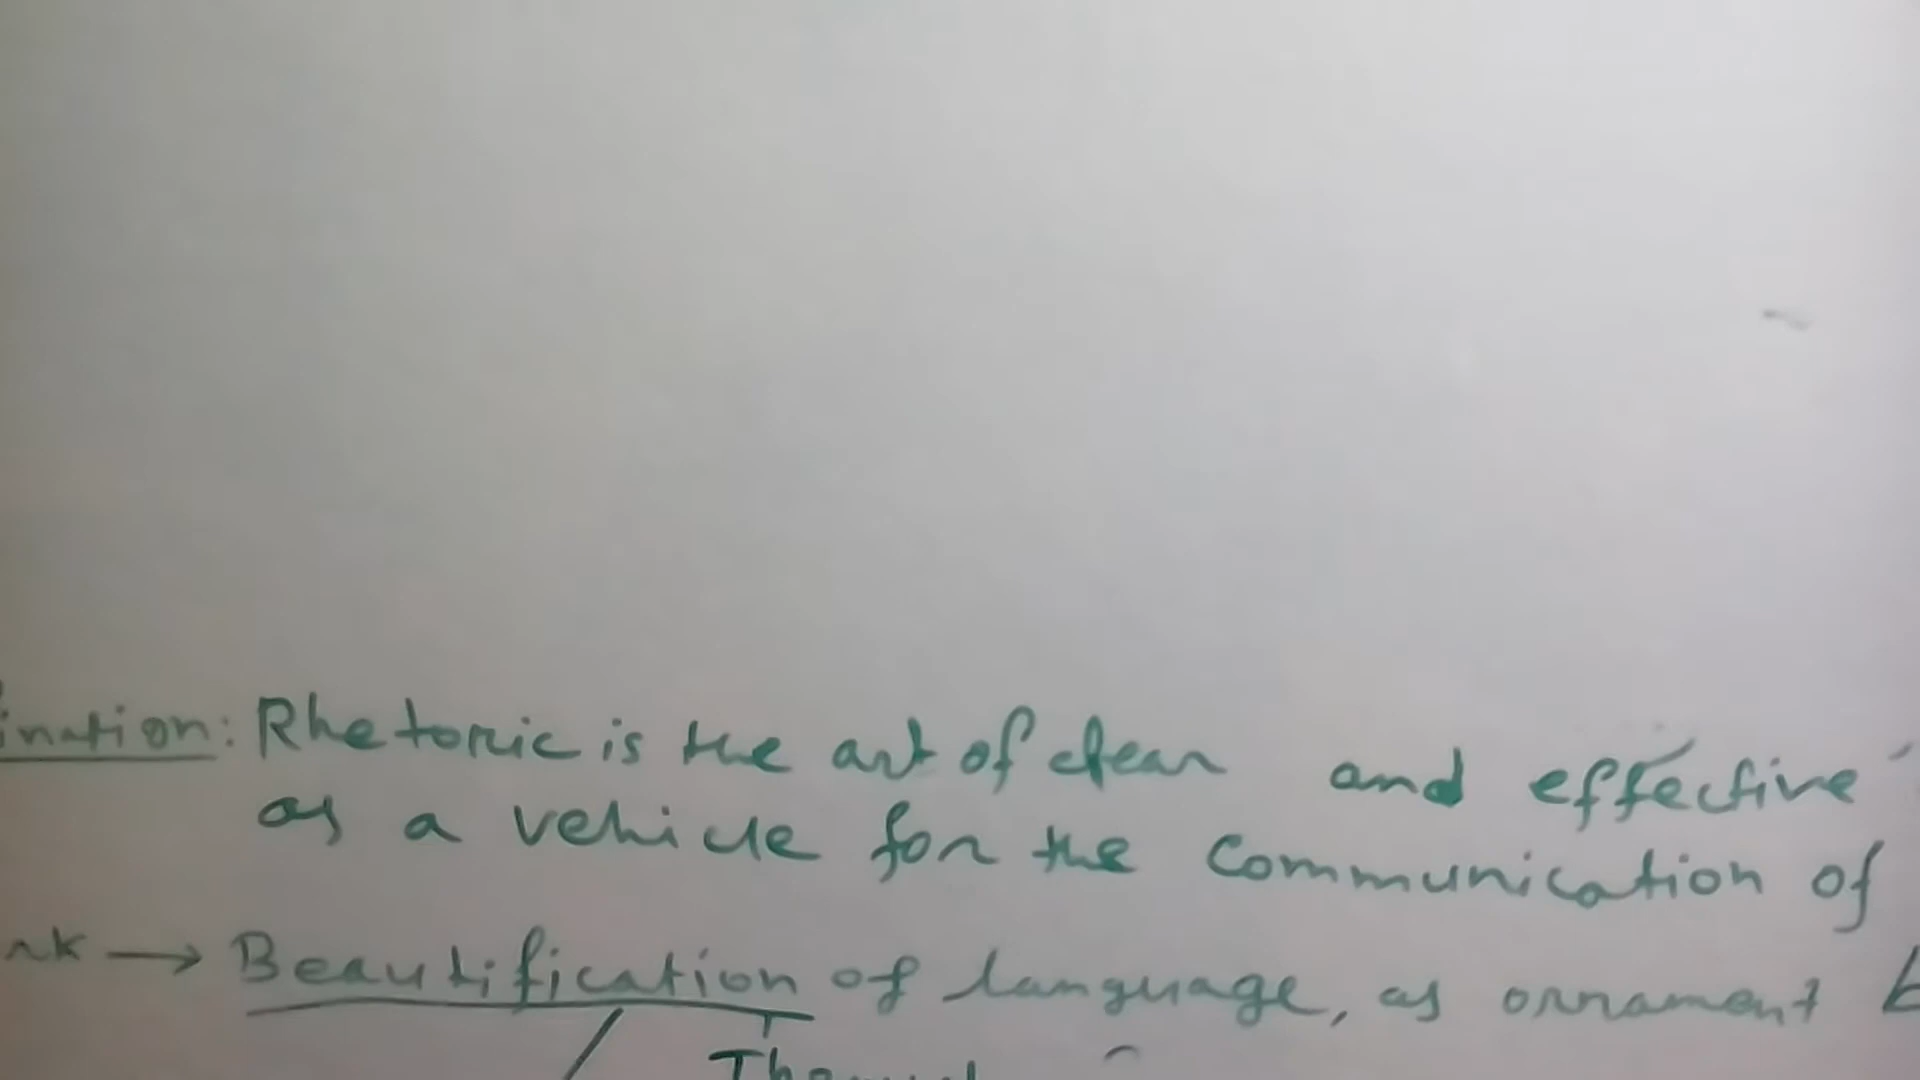 ination: Rhetoric is the art of clear and effective
as a vehicle for the communication of
rk → Beautification of language, as ornament